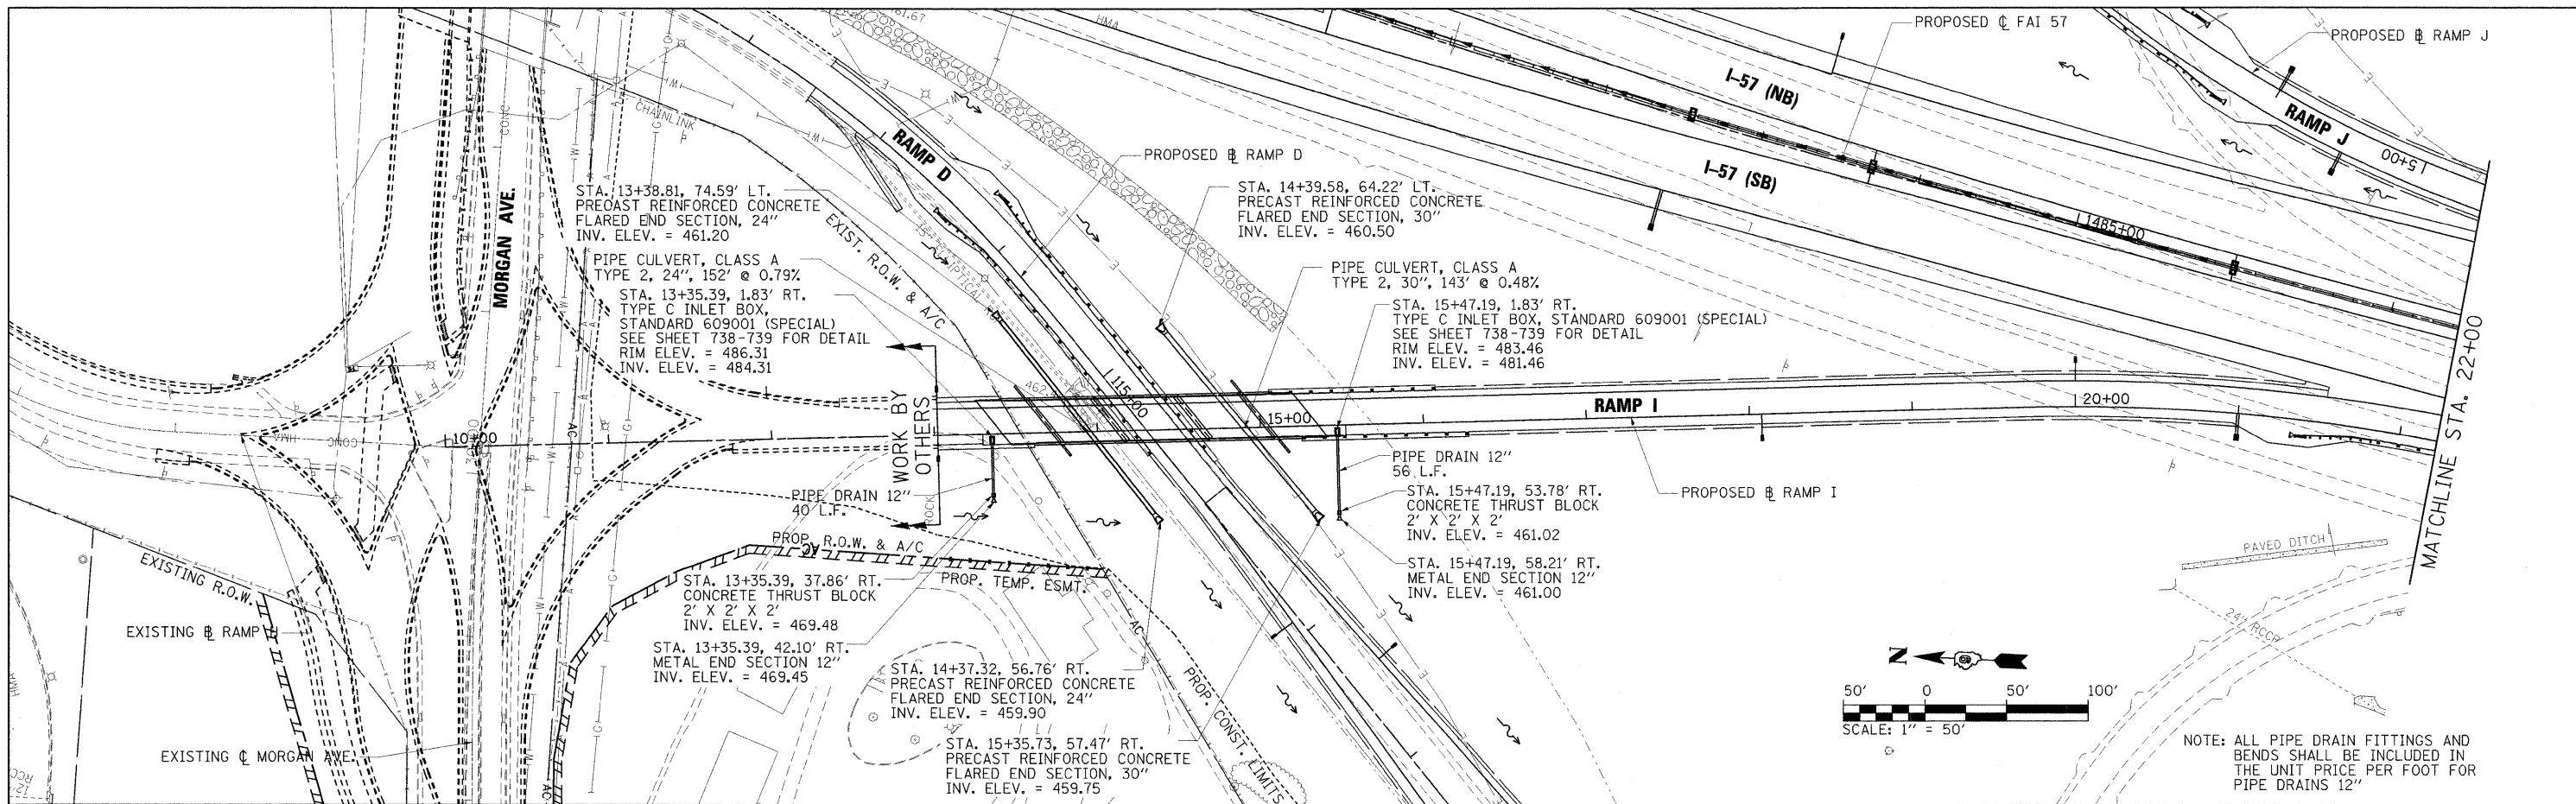 PROPOSED ℄ FAI 57
PROPOSED ⅊ RAMP J
I-57 (NB)
I-57 (SB)
RAMP J
15+00
1485+00
HMA
CHAINLINK
CONC
MORGAN AVE.
RAMP D
PROPOSED ⅊ RAMP D
STA. 13+38.81, 74.59' LT.
PRECAST REINFORCED CONCRETE
FLARED END SECTION, 24"
INV. ELEV. = 461.20
EXIST. R.O.W. & A/C
PIPE CULVERT, CLASS A
TYPE 2, 24", 152' @ 0.79%
STA. 13+35.39, 1.83' RT.
TYPE C INLET BOX,
STANDARD 609001 (SPECIAL)
SEE SHEET 738-739 FOR DETAIL
RIM ELEV. = 486.31
INV. ELEV. = 484.31
STA. 14+39.58, 64.22' LT.
PRECAST REINFORCED CONCRETE
FLARED END SECTION, 30"
INV. ELEV. = 460.50
PIPE CULVERT, CLASS A
TYPE 2, 30", 143' @ 0.48%
STA. 15+47.19, 1.83' RT.
TYPE C INLET BOX, STANDARD 609001 (SPECIAL)
SEE SHEET 738-739 FOR DETAIL
RIM ELEV. = 483.46
INV. ELEV. = 481.46
10+00
WORK BY
OTHERS
115+00
15+00
RAMP I
20+00
MATCHLINE STA. 22+00
PIPE DRAIN 12"
40 L.F.
PIPE DRAIN 12"
56 L.F.
PROPOSED ⅊ RAMP I
STA. 15+47.19, 53.78' RT.
CONCRETE THRUST BLOCK
2' X 2' X 2'
INV. ELEV. = 461.02
STA. 15+47.19, 58.21' RT.
METAL END SECTION 12"
INV. ELEV. = 461.00
PROP. R.O.W. & A/C
PROP. TEMP. ESMT.
EXISTING R.O.W.
STA. 13+35.39, 37.86' RT.
CONCRETE THRUST BLOCK
2' X 2' X 2'
INV. ELEV. = 469.48
STA. 13+35.39, 42.10' RT.
METAL END SECTION 12"
INV. ELEV. = 469.45
STA. 14+37.32, 56.76' RT.
PRECAST REINFORCED CONCRETE
FLARED END SECTION, 24"
INV. ELEV. = 459.90
STA. 15+35.73, 57.47' RT.
PRECAST REINFORCED CONCRETE
FLARED END SECTION, 30"
INV. ELEV. = 459.75
PROP. CONST. LIMITS
EXISTING ⅊ RAMP
EXISTING ℄ MORGAN AVE.
PAVED DITCH
24" RCCP
N
50' 0 50' 100'
SCALE: 1" = 50'
NOTE: ALL PIPE DRAIN FITTINGS AND
BENDS SHALL BE INCLUDED IN
THE UNIT PRICE PER FOOT FOR
PIPE DRAINS 12"